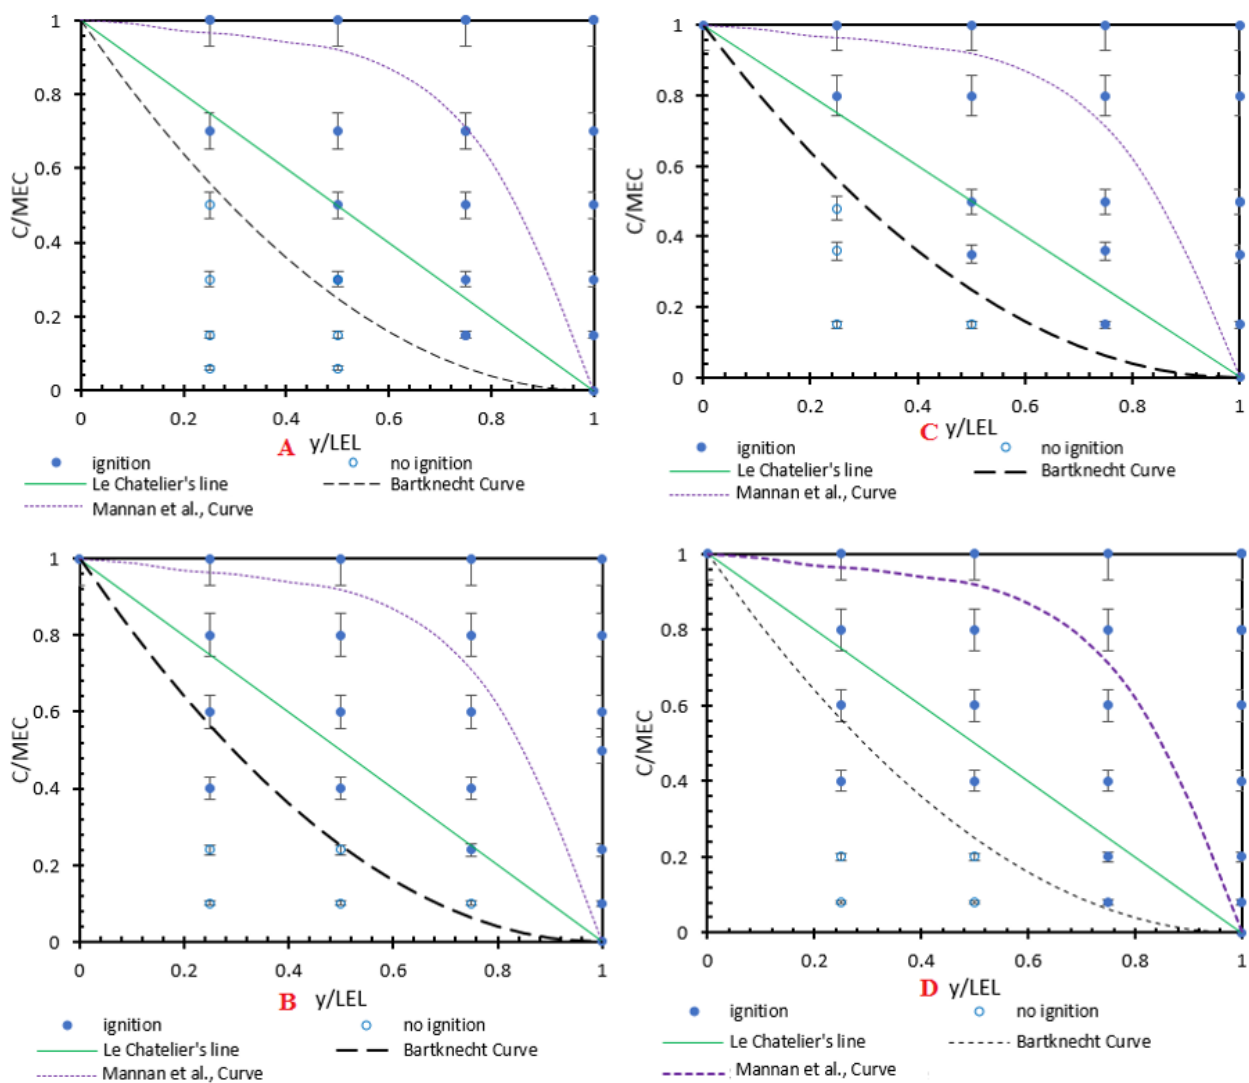 1
0.8
0.6
0.4
0.2
0
C/MEC
0 0.2 0.4 0.6 0.8 1
A y/LEL
ignition no ignition
Le Chatelier's line Bartknecht Curve
Mannan et al., Curve
1
0.8
0.6
0.4
0.2
0
C/MEC
0 0.2 0.4 0.6 0.8 1
C y/LEL
ignition no ignition
Le Chatelier's line Bartknecht Curve
Mannan et al., Curve
1
0.8
0.6
0.4
0.2
0
C/MEC
0 0.2 0.4 0.6 0.8 1
B y/LEL
ignition no ignition
Le Chatelier's line Bartknecht Curve
Mannan et al., Curve
1
0.8
0.6
0.4
0.2
0
C/MEC
0 0.2 0.4 0.6 0.8 1
D y/LEL
ignition no ignition
Le Chatelier's line Bartknecht Curve
Mannan et al., Curve